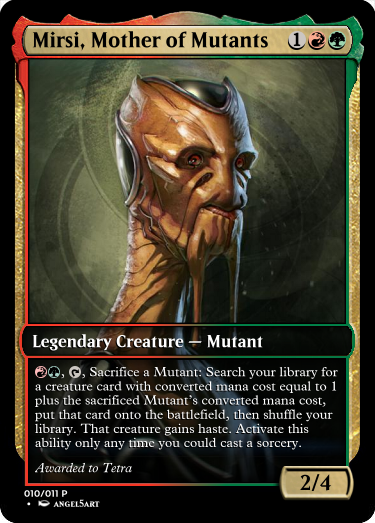 Mirsi, Mother of Mutants 1
Legendary Creature — Mutant
, , Sacrifice a Mutant: Search your library for
a creature card with converted mana cost equal to 1
plus the sacrificed Mutant's converted mana cost,
put that card onto the battlefield, then shuffle your
library. That creature gains haste. Activate this
ability only any time you could cast a sorcery.
Awarded to Tetra
2/4
010/011 P
• ANGEL5ART